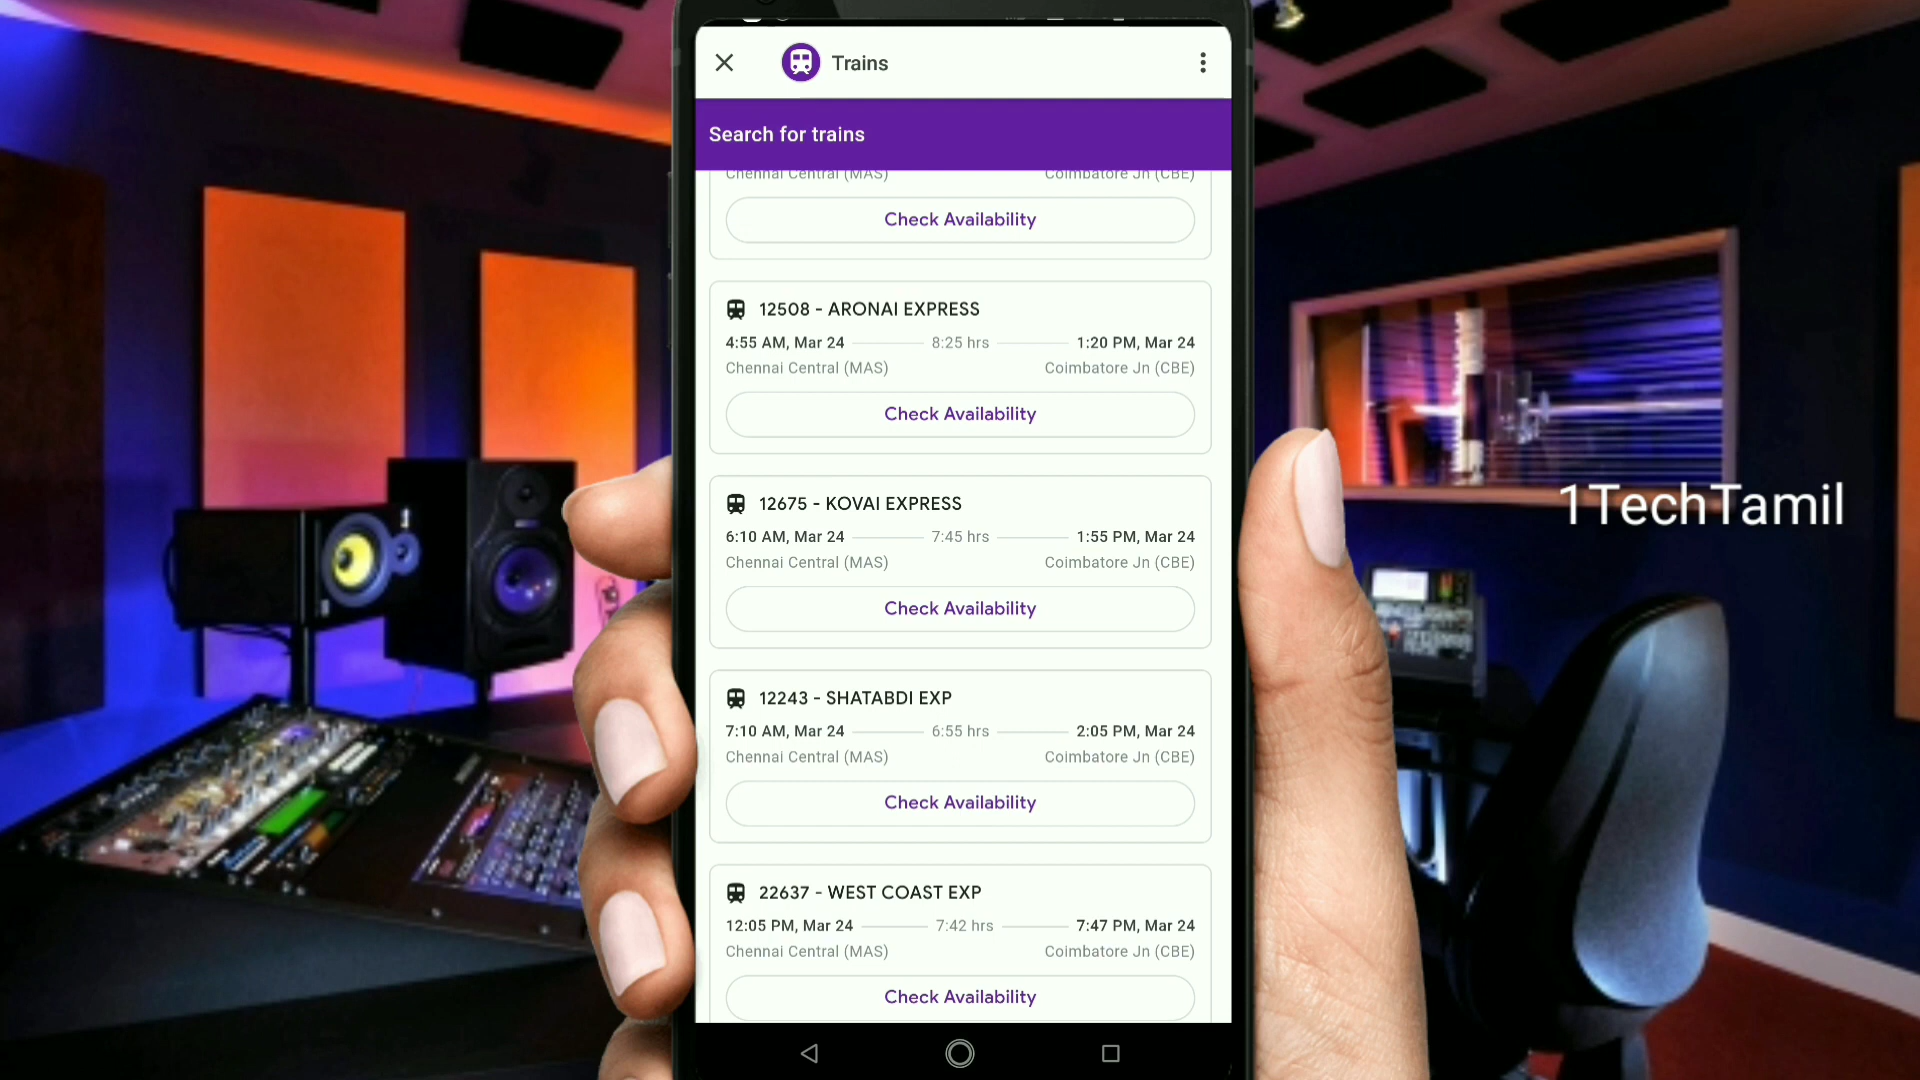 Trains
Search for trains
Chennai Central (MAS) Coimbatore Jn (CBE)
Check Availability
12508 - ARONAI EXPRESS
4:55 AM, Mar 24 8:25 hrs 1:20 PM, Mar 24
Chennai Central (MAS) Coimbatore Jn (CBE)
Check Availability
12675 - KOVAI EXPRESS
6:10 AM, Mar 24 7:45 hrs 1:55 PM, Mar 24
Chennai Central (MAS) Coimbatore Jn (CBE)
Check Availability
12243 - SHATABDI EXP
7:10 AM, Mar 24 6:55 hrs 2:05 PM, Mar 24
Chennai Central (MAS) Coimbatore Jn (CBE)
Check Availability
22637 - WEST COAST EXP
12:05 PM, Mar 24 7:42 hrs 7:47 PM, Mar 24
Chennai Central (MAS) Coimbatore Jn (CBE)
Check Availability
1TechTamil